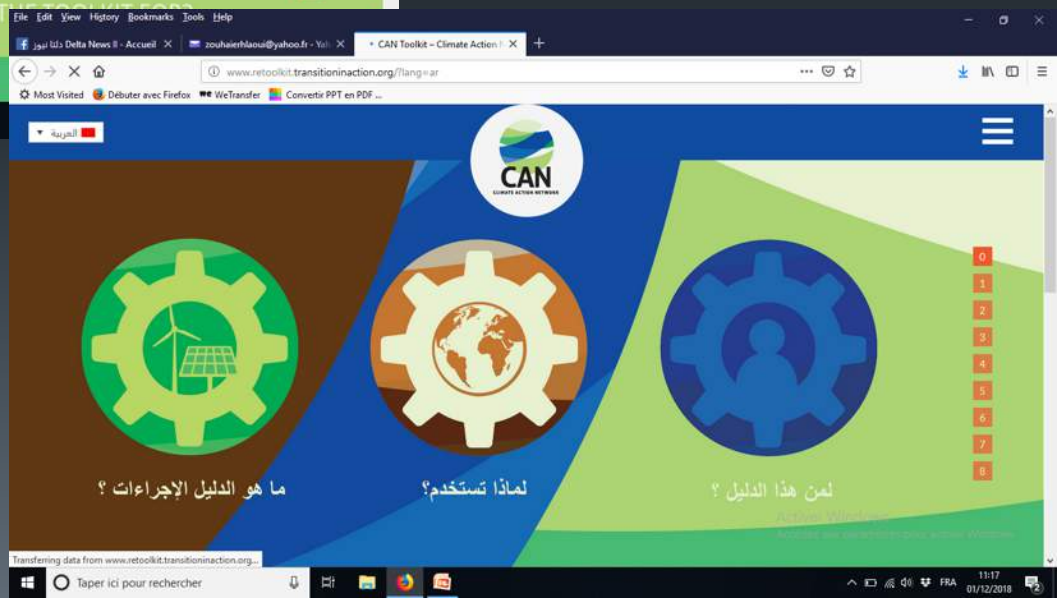 THE TOOLKIT FOR?
File Edit View History Bookmarks Tools Help
دلتا نيوز Delta News II - Accueil
zouhaierhlaoui@yahoo.fr - Yah
CAN Toolkit – Climate Action
www.retoolkit.transitioninaction.org/?lang=ar
Most Visited Débuter avec Firefox WeTransfer Convertir PPT en PDF ...
العربية
CAN
CLIMATE ACTION NETWORK
0
1
2
3
4
5
6
7
8
لمن هذا الدليل ؟
لماذا تستخدم؟
ما هو الدليل الإجراءات ؟
Activer Windows
Transferring data from www.retoolkit.transitioninaction.org...
Taper ici pour rechercher
FRA
11:17
01/12/2018
2